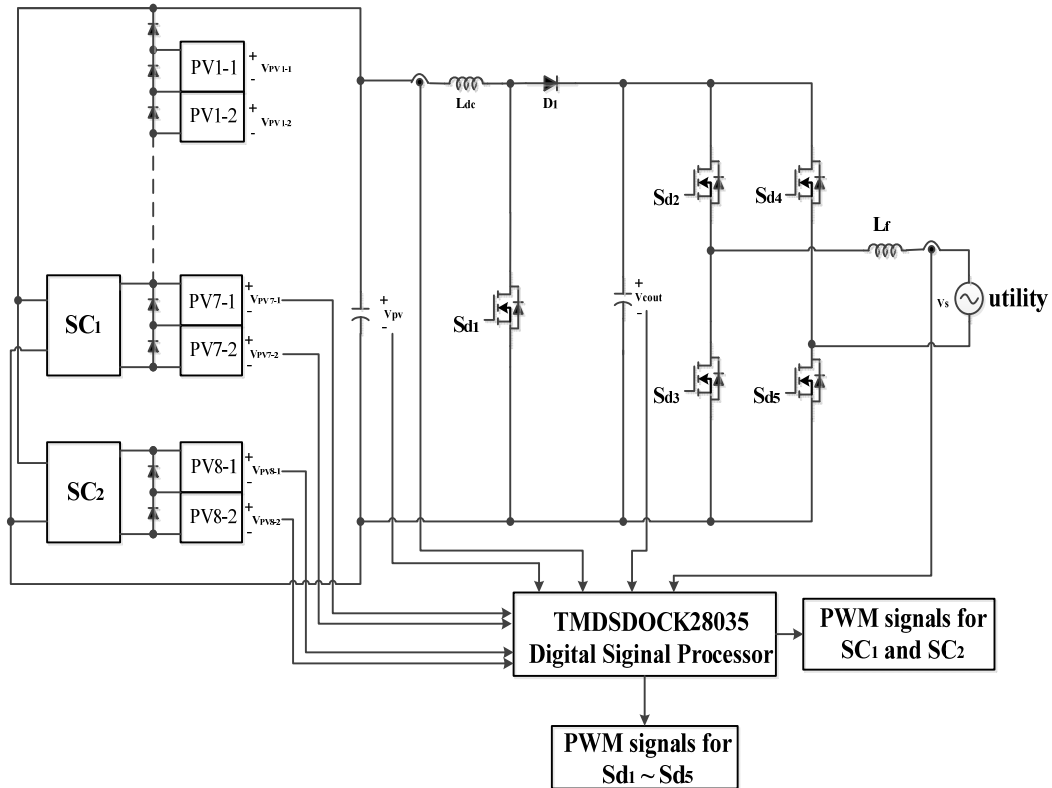 PV1-1
+
VPV1-1
-
PV1-2
+
VPV1-2
-
Ldc
D1
Sd2
Sd4
Lf
SC1
PV7-1
+
VPV7-1
-
PV7-2
+
VPV7-2
-
+
Vpv
-
Sd1
+
Vcout
-
Vs
utility
Sd3
Sd5
SC2
PV8-1
+
VPV8-1
-
PV8-2
+
VPV8-2
-
TMDSDOCK28035
Digital Siginal Processor
PWM signals for
SC1 and SC2
PWM signals for
Sd1 ~ Sd5